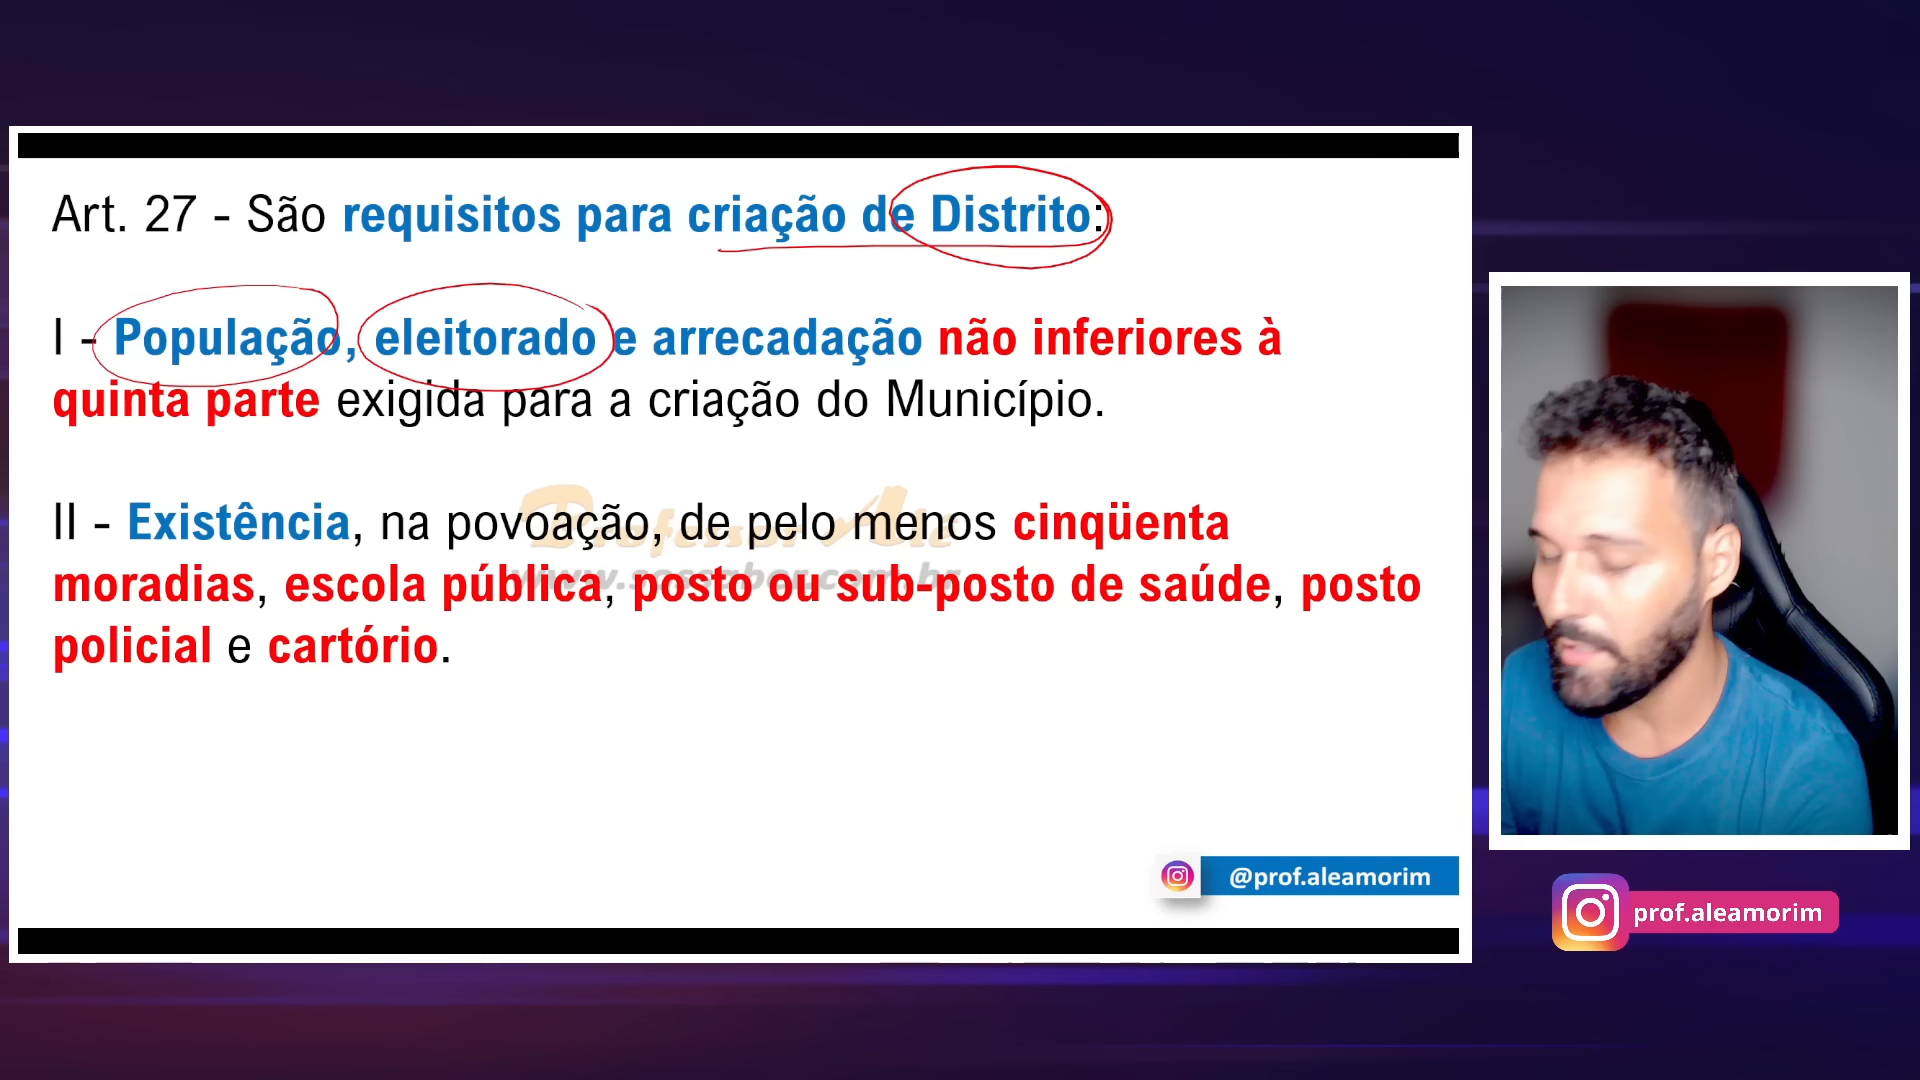 Art. 27 - São requisitos para criação de Distrito:
I - População, eleitorado e arrecadação não inferiores à
quinta parte exigida para a criação do Município.
Professor Alê
II - Existência, na povoação, de pelo menos cinqüenta
moradias, escola pública, posto ou sub-posto de saúde, posto
policial e cartório.
@prof.aleamorim
prof.aleamorim